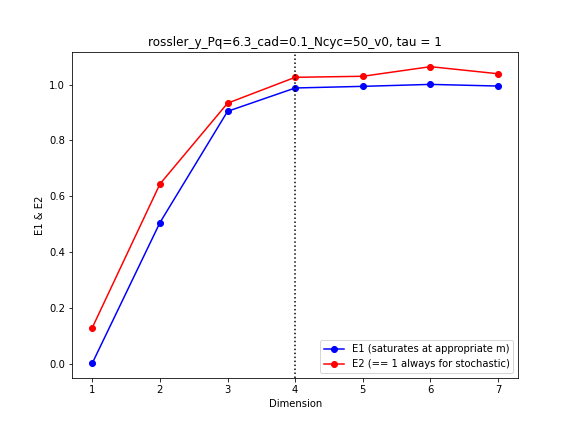 rossler_y_Pq=6.3_cad=0.1_Ncyc=50_v0, tau = 1
E1 & E2
1.0
0.8
0.6
0.4
0.2
0.0
E1 (saturates at appropriate m)
E2 (== 1 always for stochastic)
1 2 3 4 5 6 7
Dimension